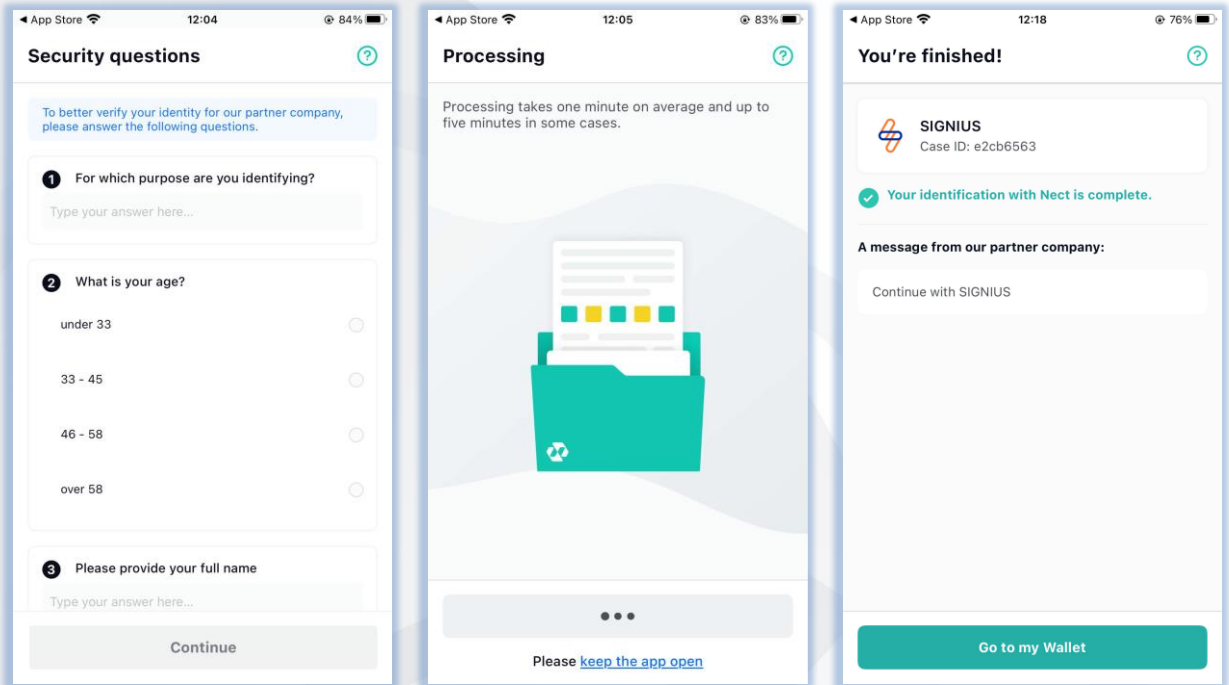 App Store
12:04
84%
Security questions
To better verify your identity for our partner company,
please answer the following questions.
1 For which purpose are you identifying?
Type your answer here...
2 What is your age?
under 33
33 - 45
46 - 58
over 58
3 Please provide your full name
Type your answer here...
Continue
App Store
12:05
83%
Processing
Processing takes one minute on average and up to
five minutes in some cases.
Please keep the app open
App Store
12:18
76%
You're finished!
SIGNIUS
Case ID: e2cb6563
Your identification with Nect is complete.
A message from our partner company:
Continue with SIGNIUS
Go to my Wallet